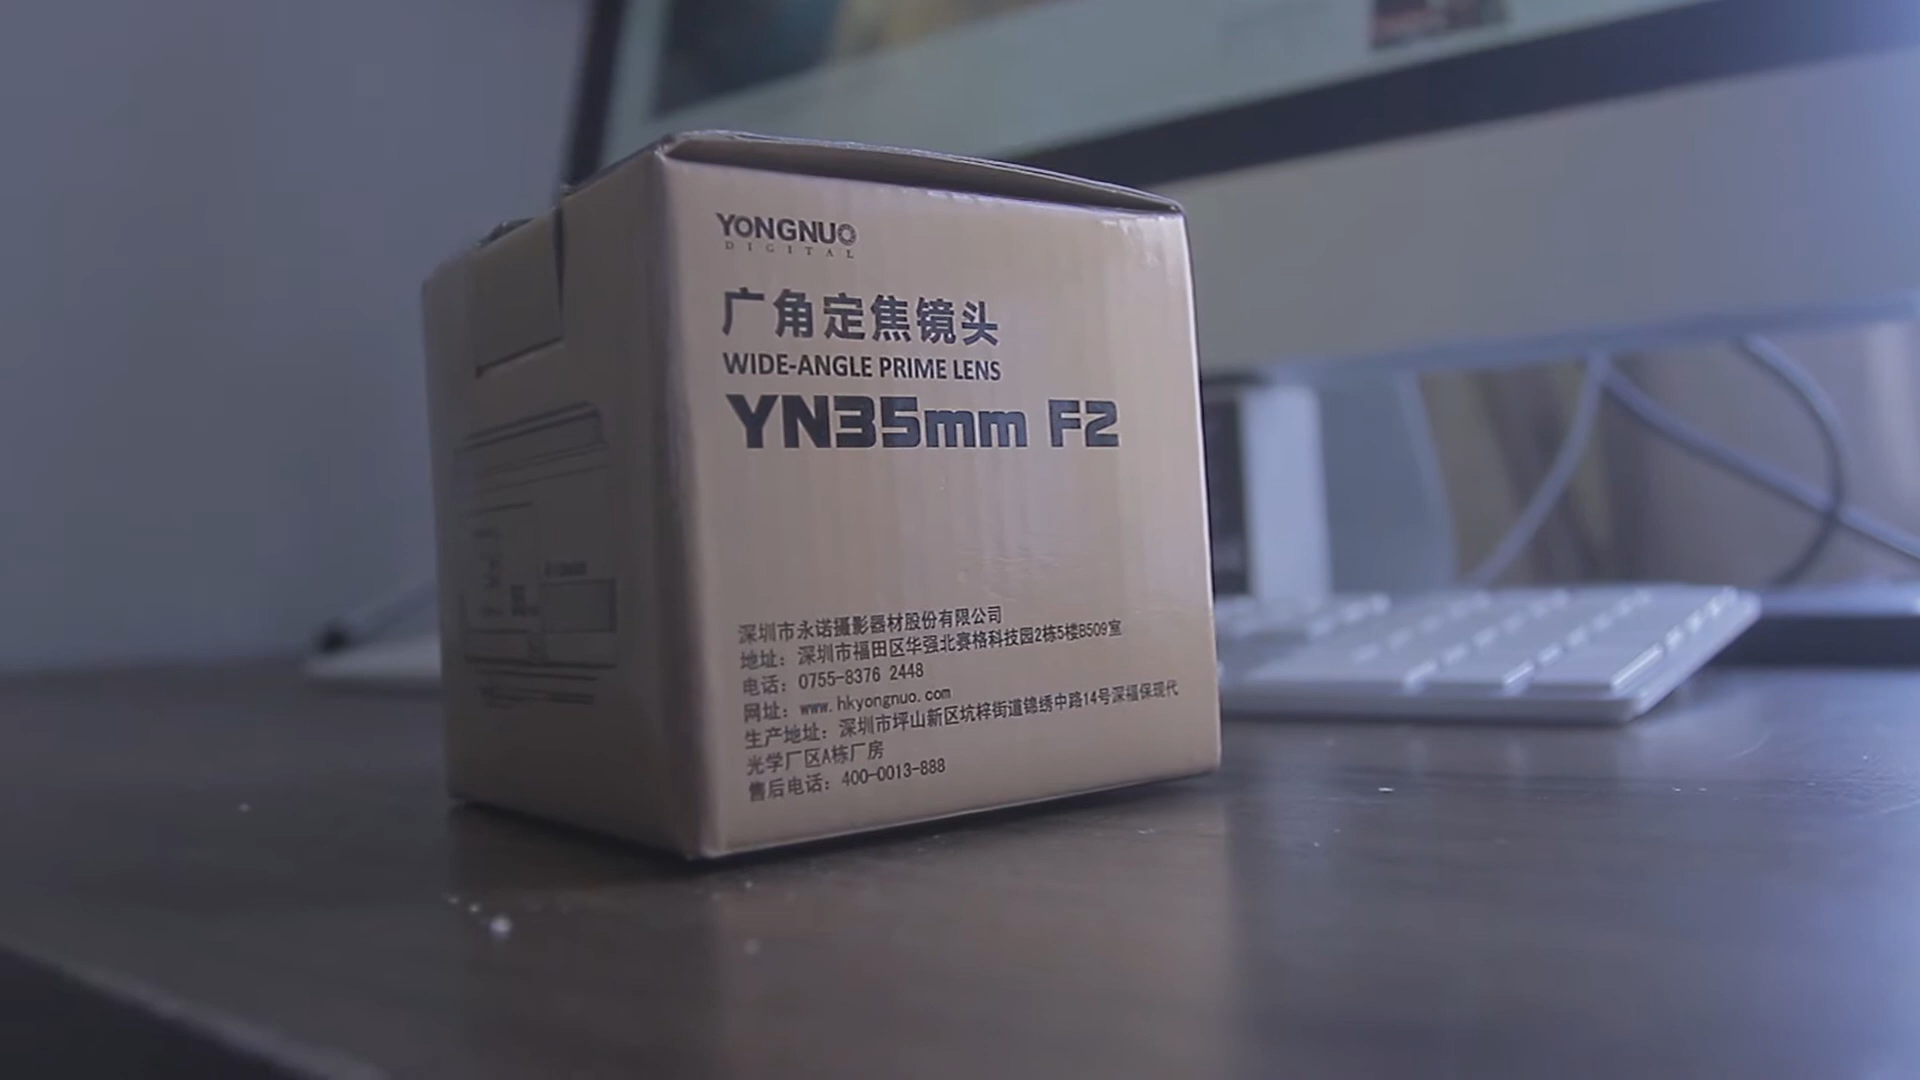 YONGNUO
DIGITAL
广角定焦镜头
WIDE-ANGLE PRIME LENS
YN35mm F2
深圳市永诺摄影器材股份有限公司
地址：深圳市福田区华强北赛格科技园2栋5楼B509室
电话：0755-8376 2448
网址：www.hkyongnuo.com
生产地址：深圳市坪山新区坑梓街道锦绣中路14号深福保现代
光学厂区A栋厂房
售后电话：400-0013-888